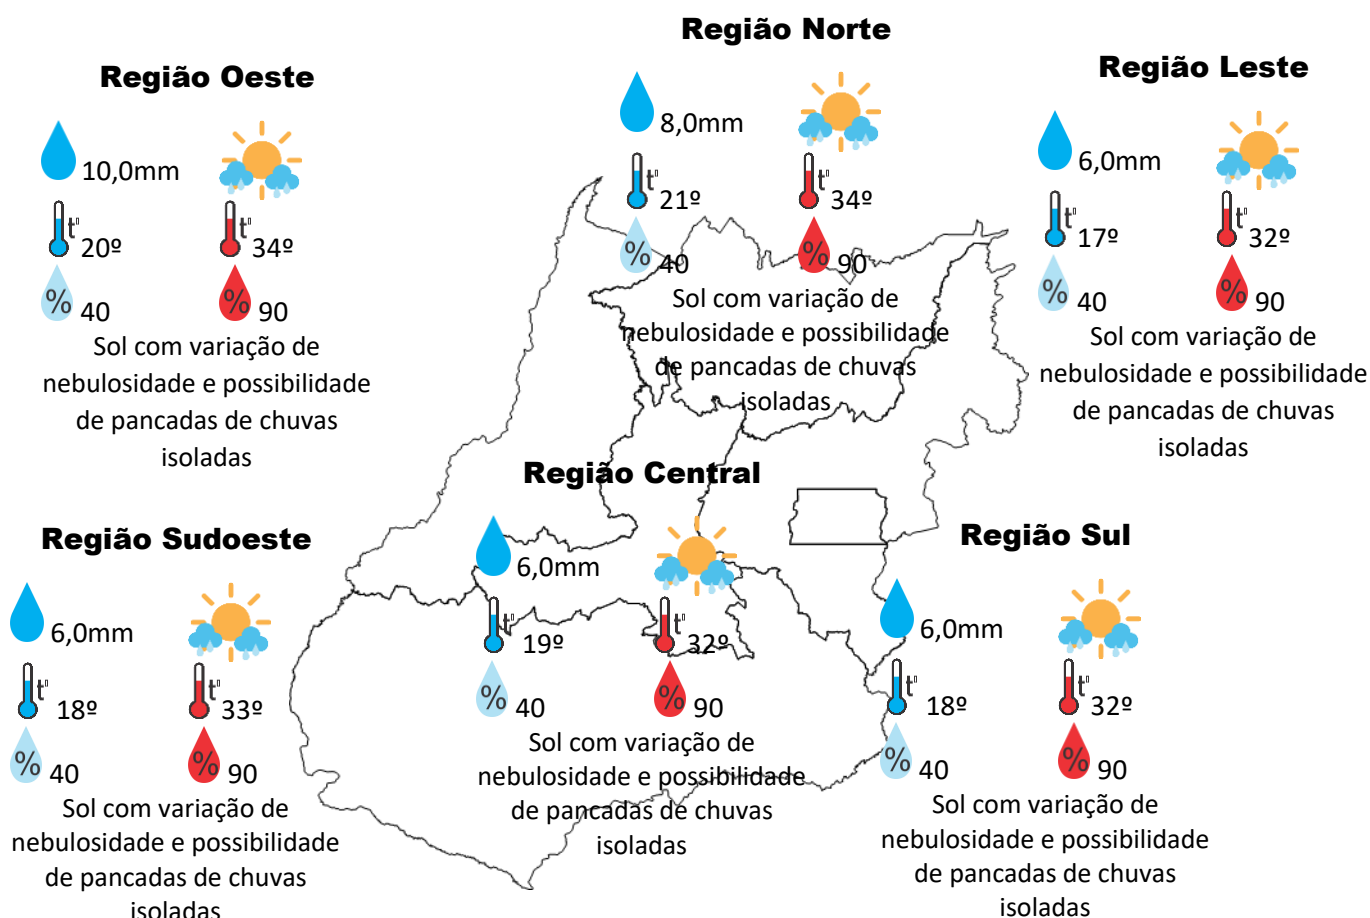 Região Norte
8,0mm
t°
21º
t°
34º
% 40
% 90
Sol com variação de
nebulosidade e possibilidade
de pancadas de chuvas
isoladas
Região Oeste
10,0mm
t°
20º
t°
34º
% 40
% 90
Sol com variação de
nebulosidade e possibilidade
de pancadas de chuvas
isoladas
Região Leste
6,0mm
t°
17º
t°
32º
% 40
% 90
Sol com variação de
nebulosidade e possibilidade
de pancadas de chuvas
isoladas
Região Central
6,0mm
t°
19º
t°
32º
% 40
% 90
Sol com variação de
nebulosidade e possibilidade
de pancadas de chuvas
isoladas
Região Sudoeste
6,0mm
t°
18º
t°
33º
% 40
% 90
Sol com variação de
nebulosidade e possibilidade
de pancadas de chuvas
isoladas
Região Sul
6,0mm
t°
18º
t°
32º
% 40
% 90
Sol com variação de
nebulosidade e possibilidade
de pancadas de chuvas
isoladas